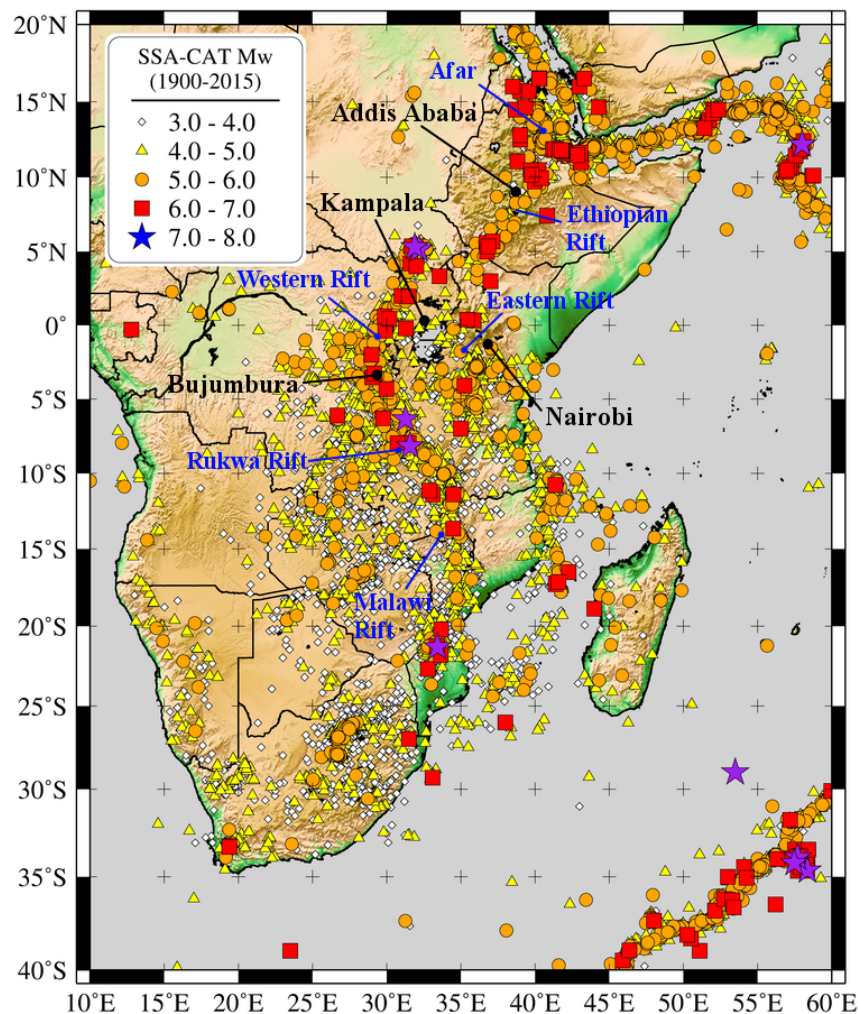 20°N
SSA-CAT Mw
(1900-2015)
3.0 - 4.0
4.0 - 5.0
5.0 - 6.0
6.0 - 7.0
7.0 - 8.0
Afar
15°N
Addis Ababa
10°N
Kampala
Ethiopian
Rift
5°N
Western Rift
Eastern Rift
0°
Bujumbura
5°S
Nairobi
Rukwa Rift
10°S
15°S
Malawi
Rift
20°S
25°S
30°S
35°S
40°S
10°E 15°E 20°E 25°E 30°E 35°E 40°E 45°E 50°E 55°E 60°E